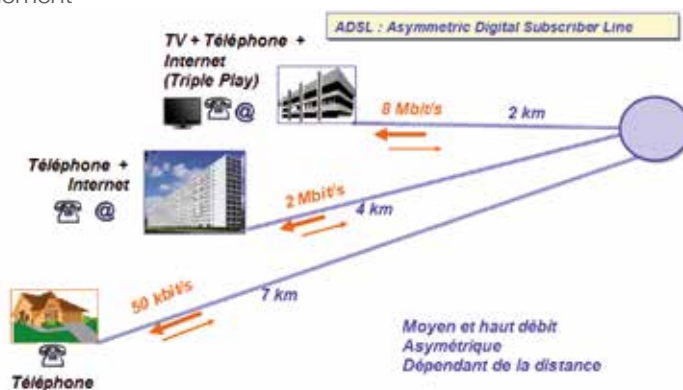 ADSL : Asymmetric Digital Subscriber Line
TV + Téléphone +
Internet
(Triple Play)
@
8 Mbit/s
2 km
Téléphone +
Internet
@
2 Mbit/s
4 km
50 kbit/s
7 km
Téléphone
Moyen et haut débit
Asymétrique
Dépendant de la distance